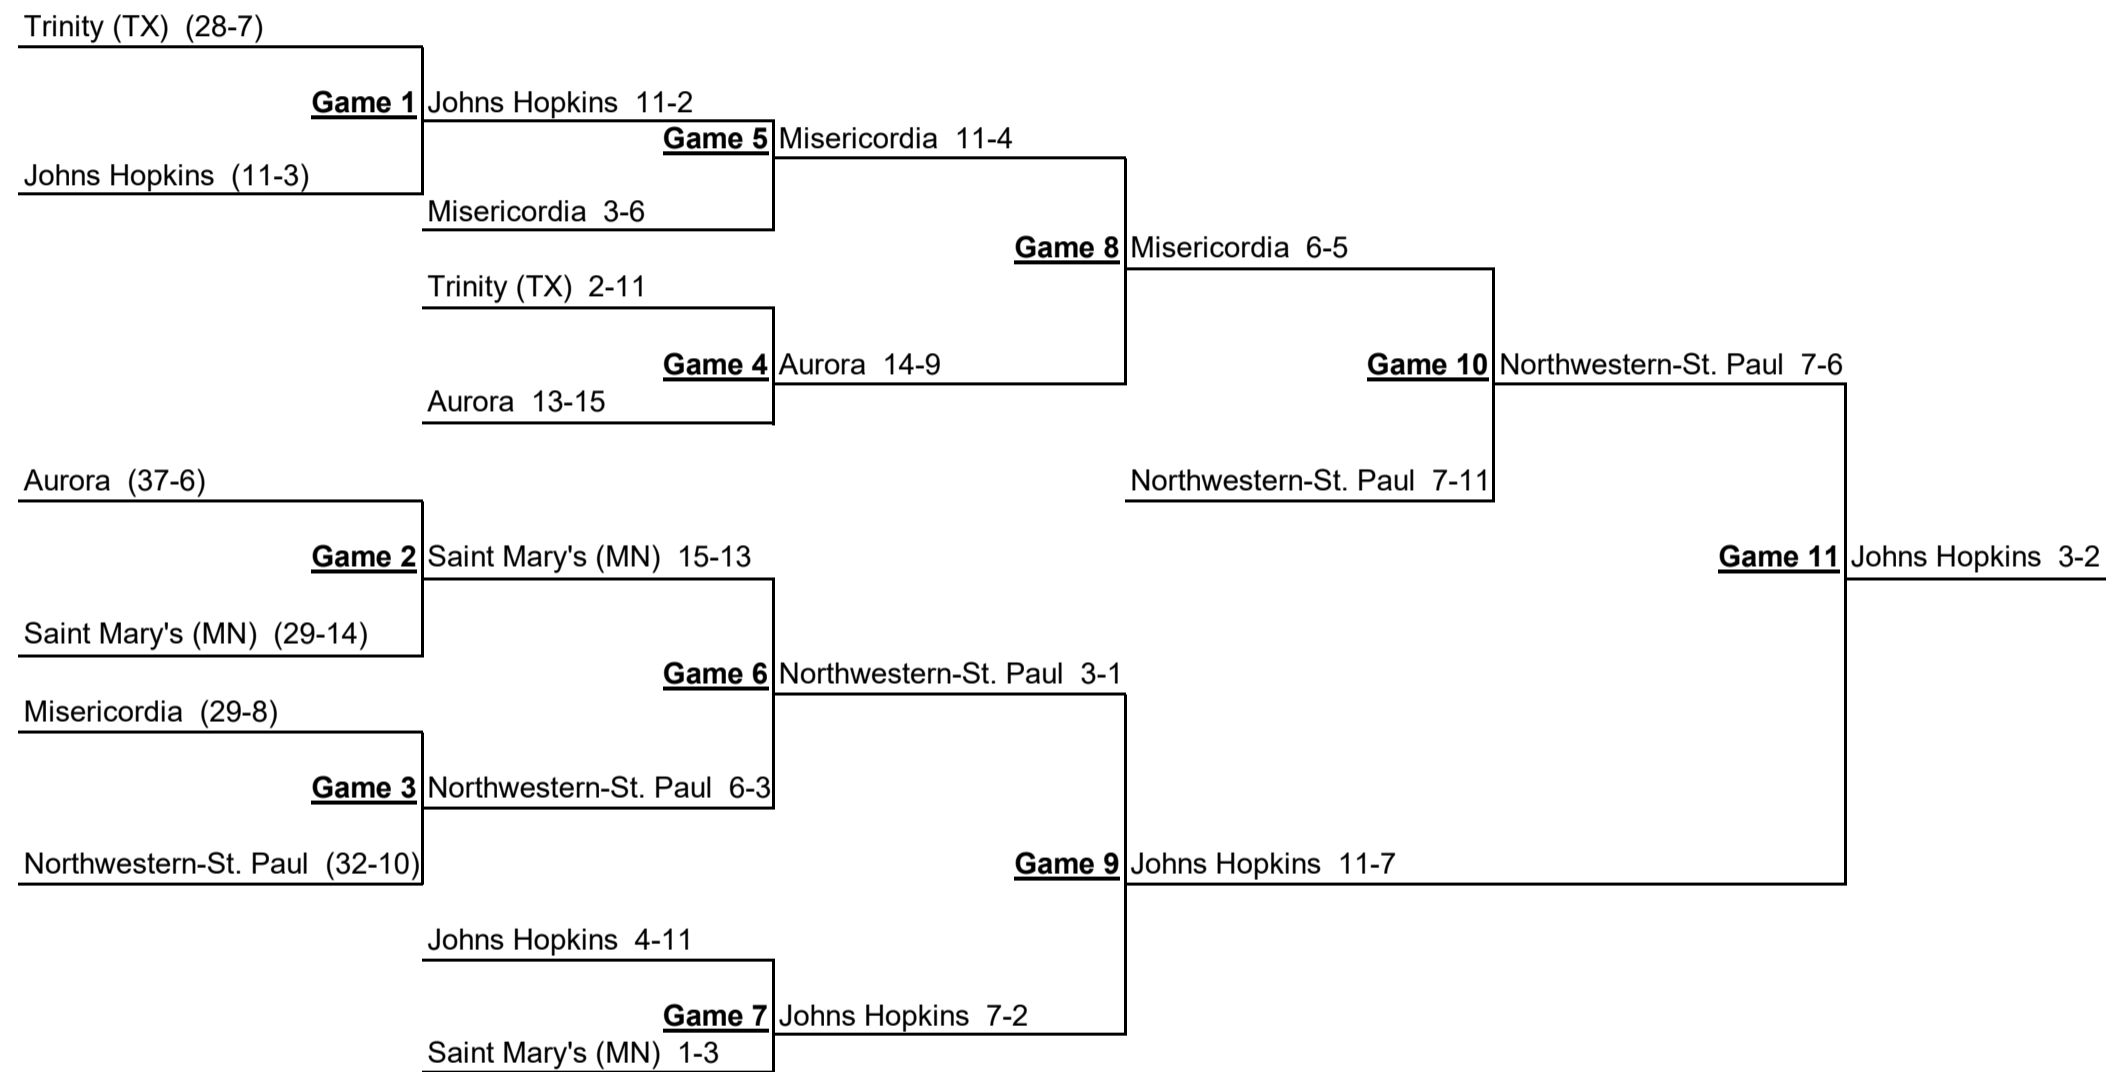 Trinity (TX) (28-7)
Game 1 Johns Hopkins 11-2
Game 5 Misericordia 11-4
Johns Hopkins (11-3)
Misericordia 3-6
Game 8 Misericordia 6-5
Trinity (TX) 2-11
Game 4 Aurora 14-9
Game 10 Northwestern-St. Paul 7-6
Aurora 13-15
Aurora (37-6)
Northwestern-St. Paul 7-11
Game 2 Saint Mary's (MN) 15-13
Game 11 Johns Hopkins 3-2
Saint Mary's (MN) (29-14)
Game 6 Northwestern-St. Paul 3-1
Misericordia (29-8)
Game 3 Northwestern-St. Paul 6-3
Northwestern-St. Paul (32-10)
Game 9 Johns Hopkins 11-7
Johns Hopkins 4-11
Game 7 Johns Hopkins 7-2
Saint Mary's (MN) 1-3